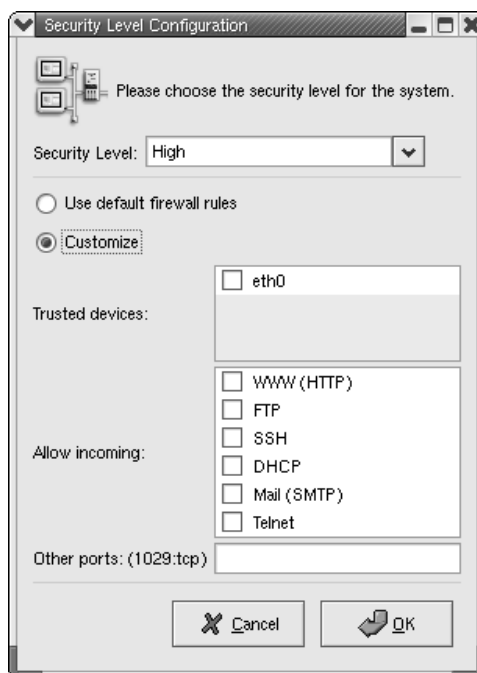 Security Level Configuration
Please choose the security level for the system.
Security Level: High
Use default firewall rules
Customize
Trusted devices:
eth0
Allow incoming:
WWW (HTTP)
FTP
SSH
DHCP
Mail (SMTP)
Telnet
Other ports: (1029:tcp)
Cancel
OK